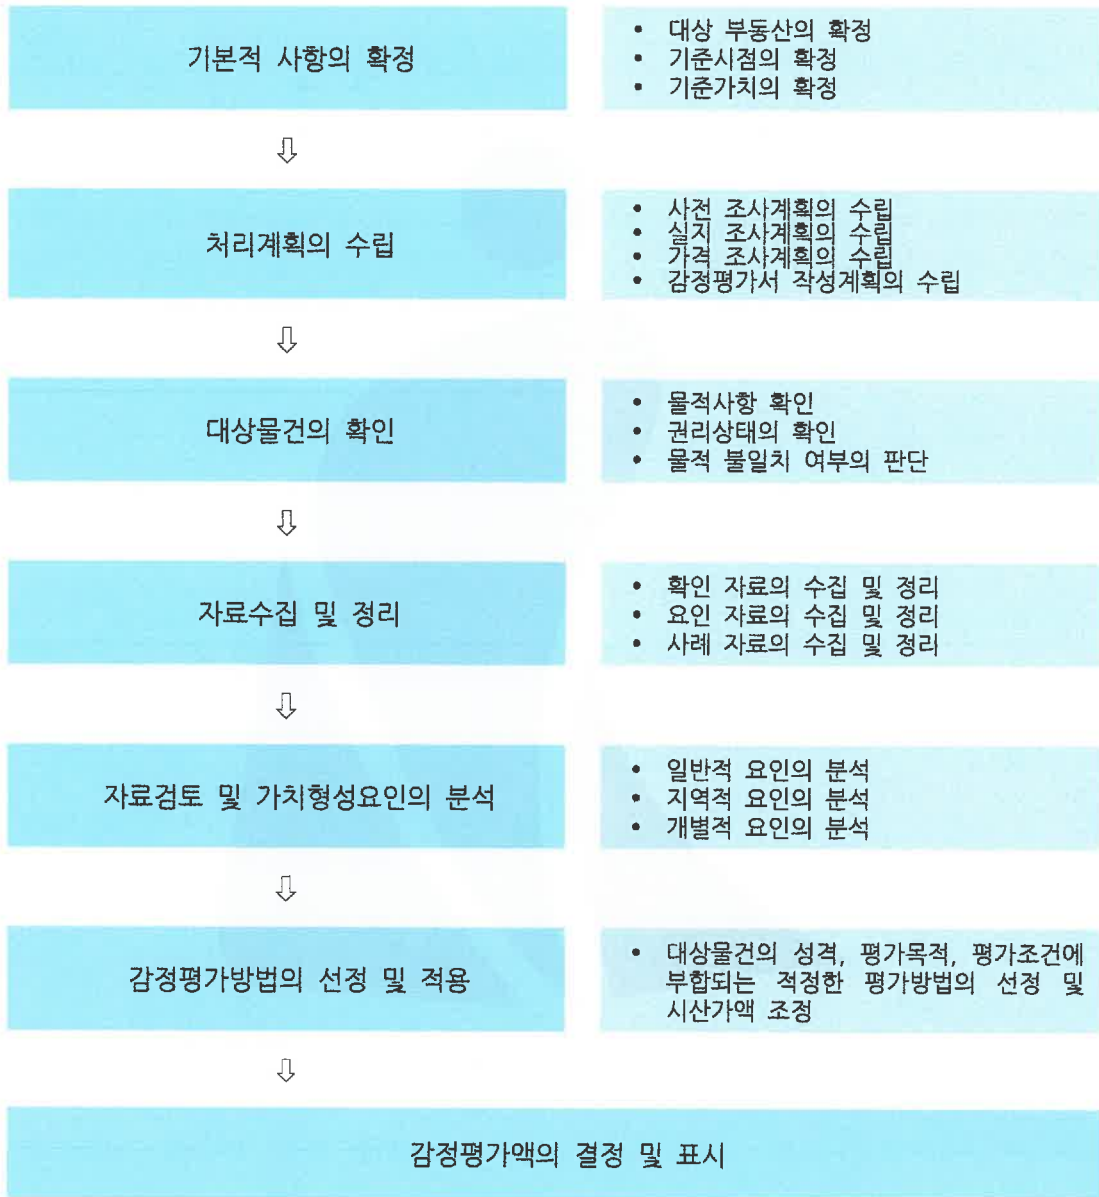 기본적 사항의 확정
• 대상 부동산의 확정
• 기준시점의 확정
• 기준가치의 확정
⇩
처리계획의 수립
• 사전 조사계획의 수립
• 실지 조사계획의 수립
• 가격 조사계획의 수립
• 감정평가서 작성계획의 수립
⇩
대상물건의 확인
• 물적사항 확인
• 권리상태의 확인
• 물적 불일치 여부의 판단
⇩
자료수집 및 정리
• 확인 자료의 수집 및 정리
• 요인 자료의 수집 및 정리
• 사례 자료의 수집 및 정리
⇩
자료검토 및 가치형성요인의 분석
• 일반적 요인의 분석
• 지역적 요인의 분석
• 개별적 요인의 분석
⇩
감정평가방법의 선정 및 적용
• 대상물건의 성격, 평가목적, 평가조건에
부합되는 적정한 평가방법의 선정 및
시산가액 조정
⇩
감정평가액의 결정 및 표시